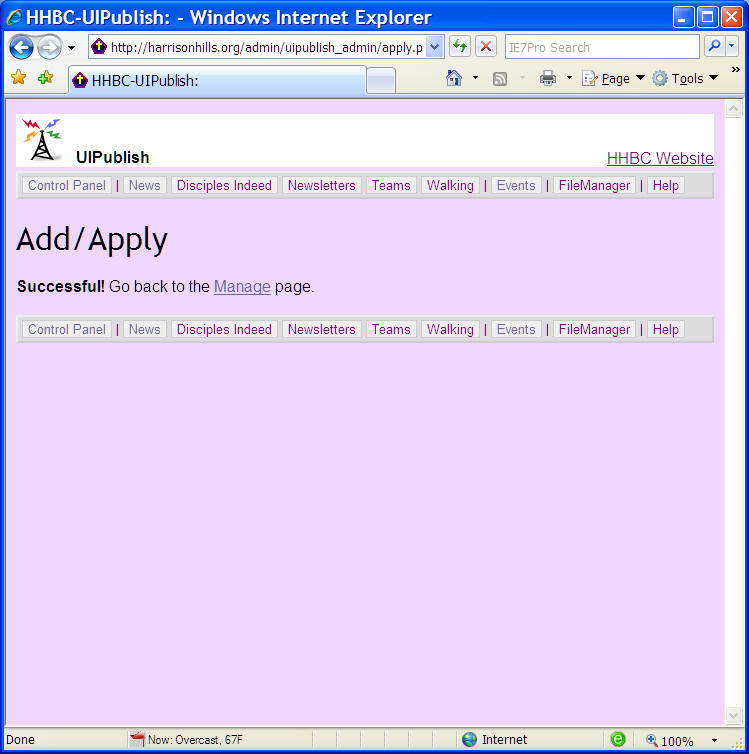 HHBC-UIPublish: - Windows Internet Explorer
http://harrisonhills.org/admin/uipublish_admin/apply.p
IE7Pro Search
HHBC-UIPublish:
Page Tools »
UIPublish HHBC Website
Control Panel | News Disciples Indeed Newsletters Teams Walking | Events | FileManager | Help
Add/Apply
Successful! Go back to the Manage page.
Control Panel | News Disciples Indeed Newsletters Teams Walking | Events | FileManager | Help
Done Now: Overcast, 67F Internet 100%